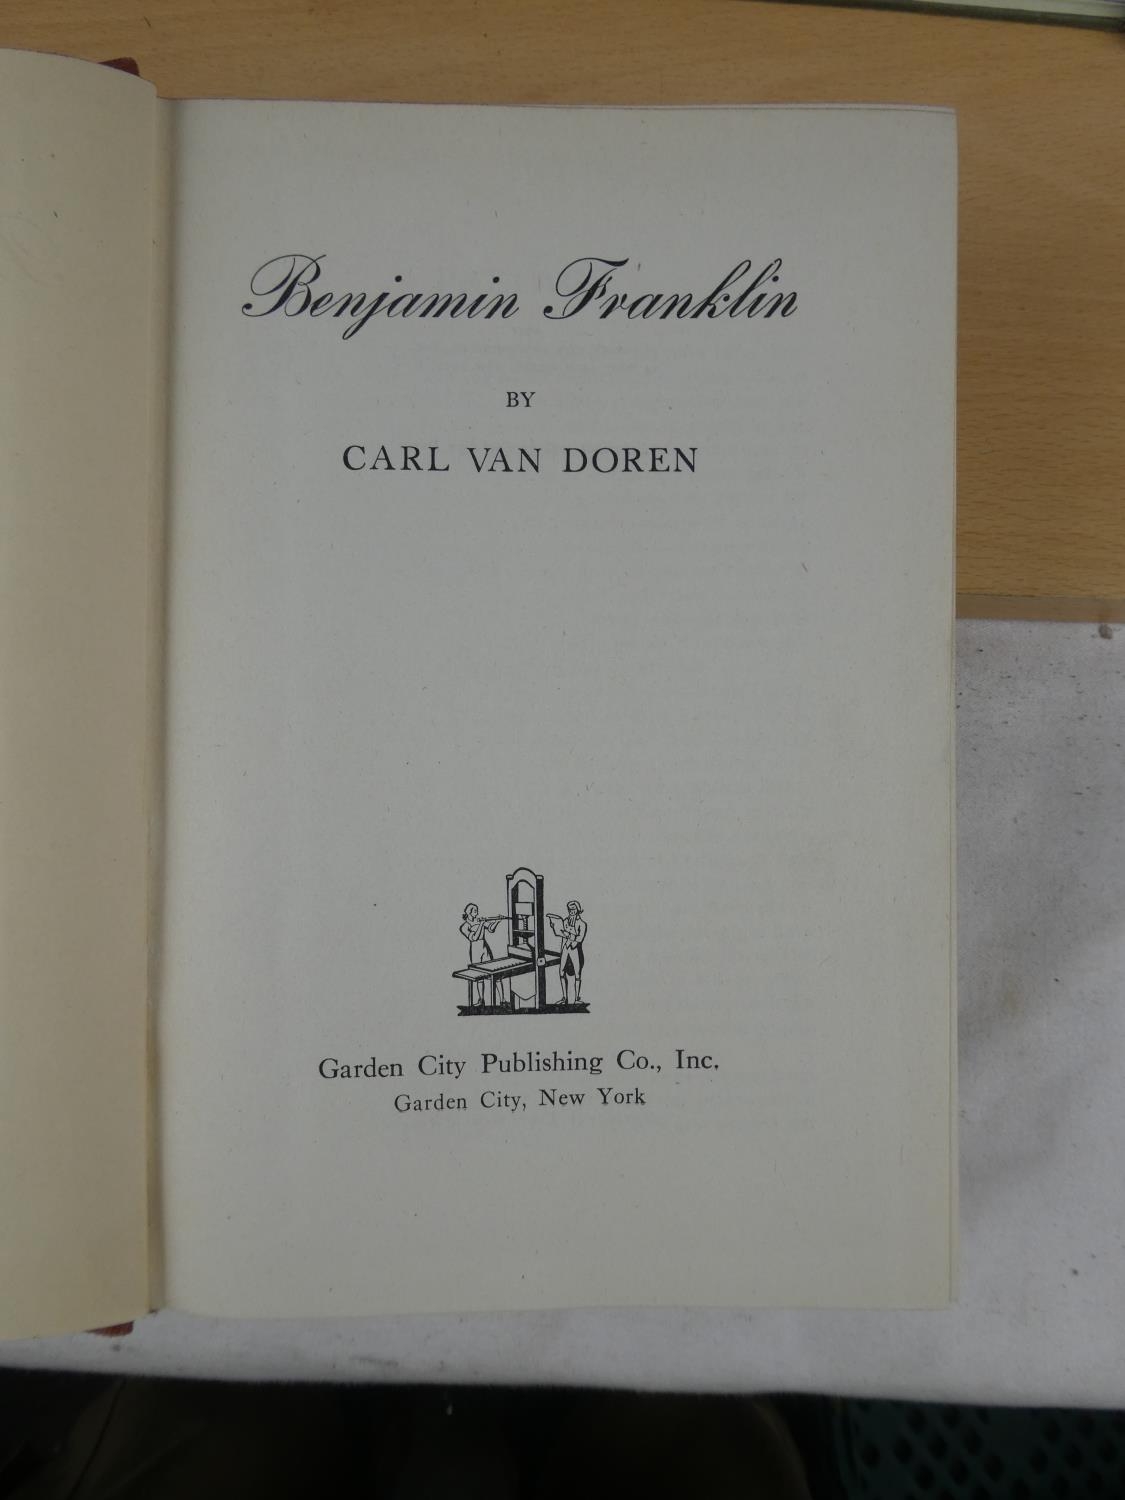 Benjamin Franklin
BY
CARL VAN DOREN
Garden City Publishing Co., Inc.
Garden City, New York